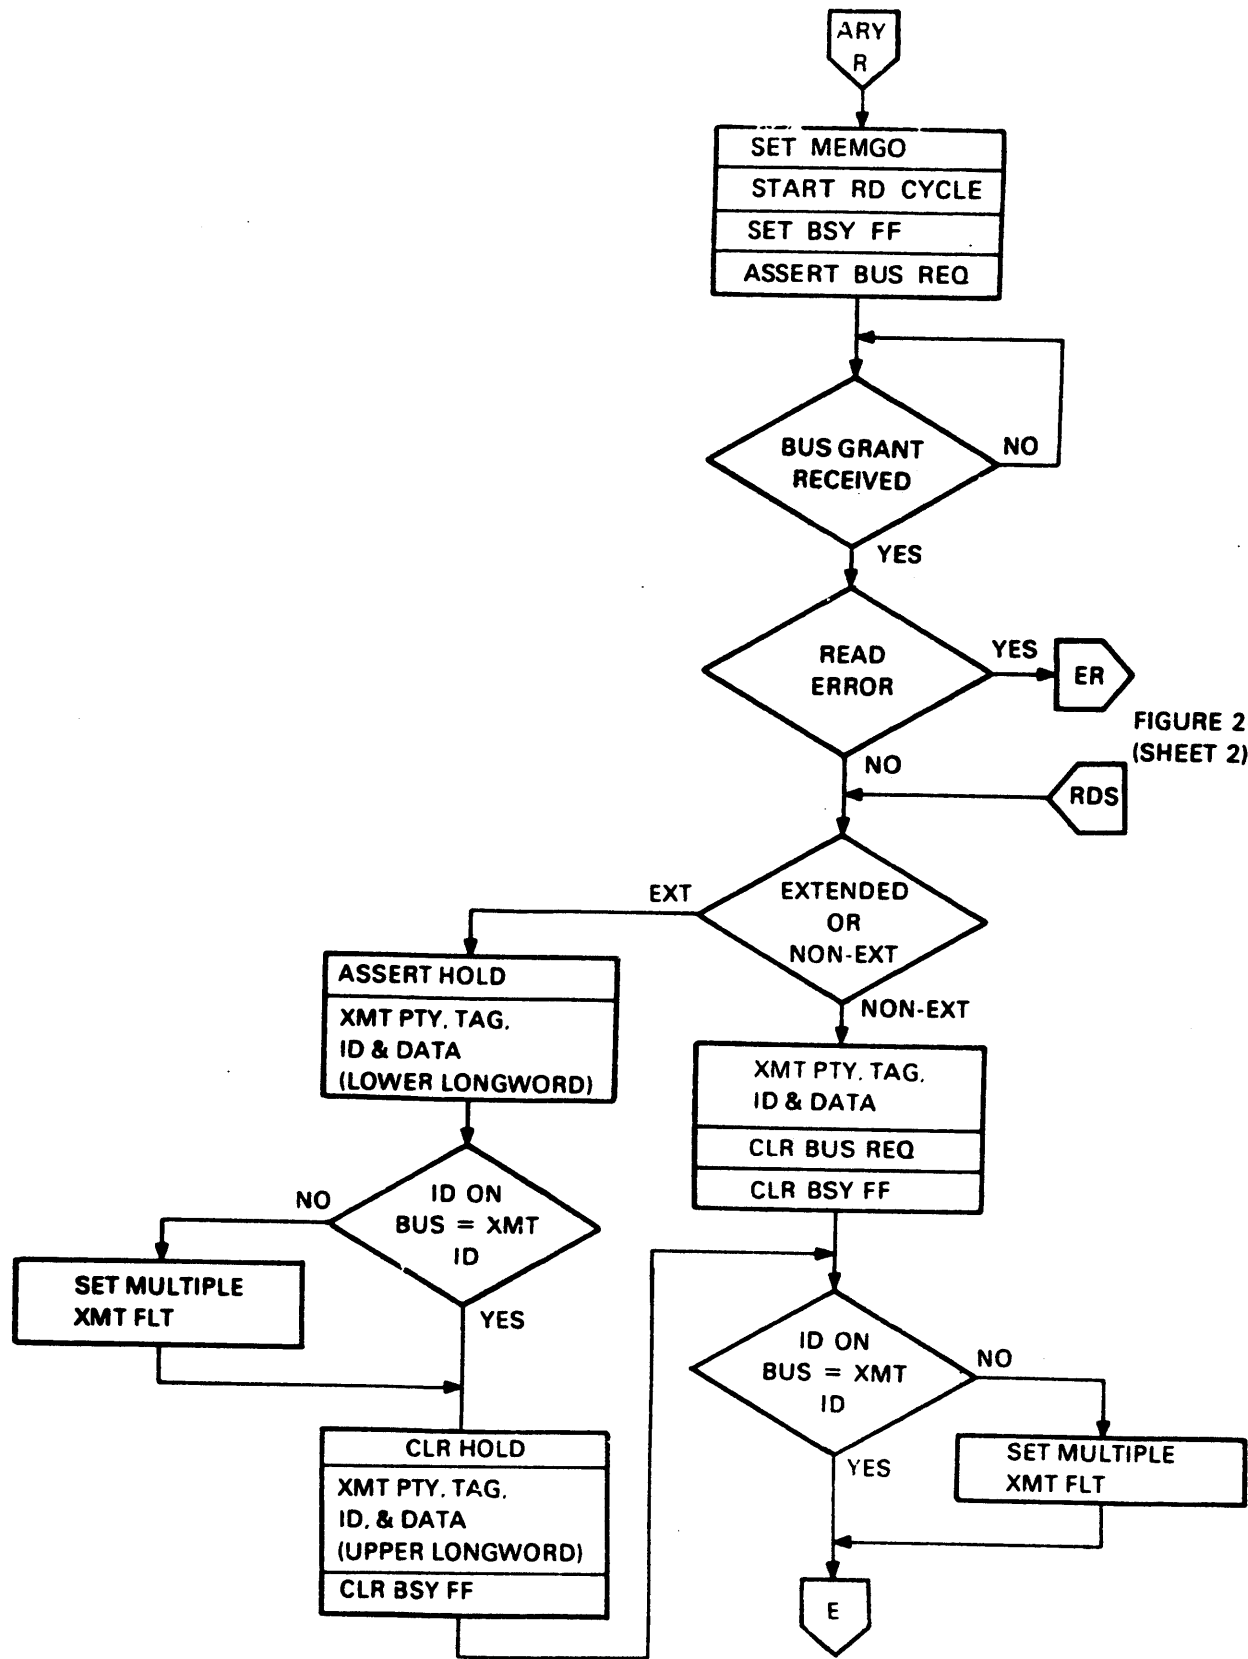 ARY
R
SET MEMGO
START RD CYCLE
SET BSY FF
ASSERT BUS REQ
BUS GRANT
RECEIVED
NO
YES
READ
ERROR
YES
ER
FIGURE 2
(SHEET 2)
NO
RDS
EXTENDED
OR
NON-EXT
EXT
NON-EXT
ASSERT HOLD
XMT PTY, TAG,
ID & DATA
(LOWER LONGWORD)
ID ON
BUS = XMT
ID
NO
YES
SET MULTIPLE
XMT FLT
CLR HOLD
XMT PTY, TAG,
ID, & DATA
(UPPER LONGWORD)
CLR BSY FF
XMT PTY, TAG,
ID & DATA
CLR BUS REQ
CLR BSY FF
ID ON
BUS = XMT
ID
NO
YES
SET MULTIPLE
XMT FLT
E